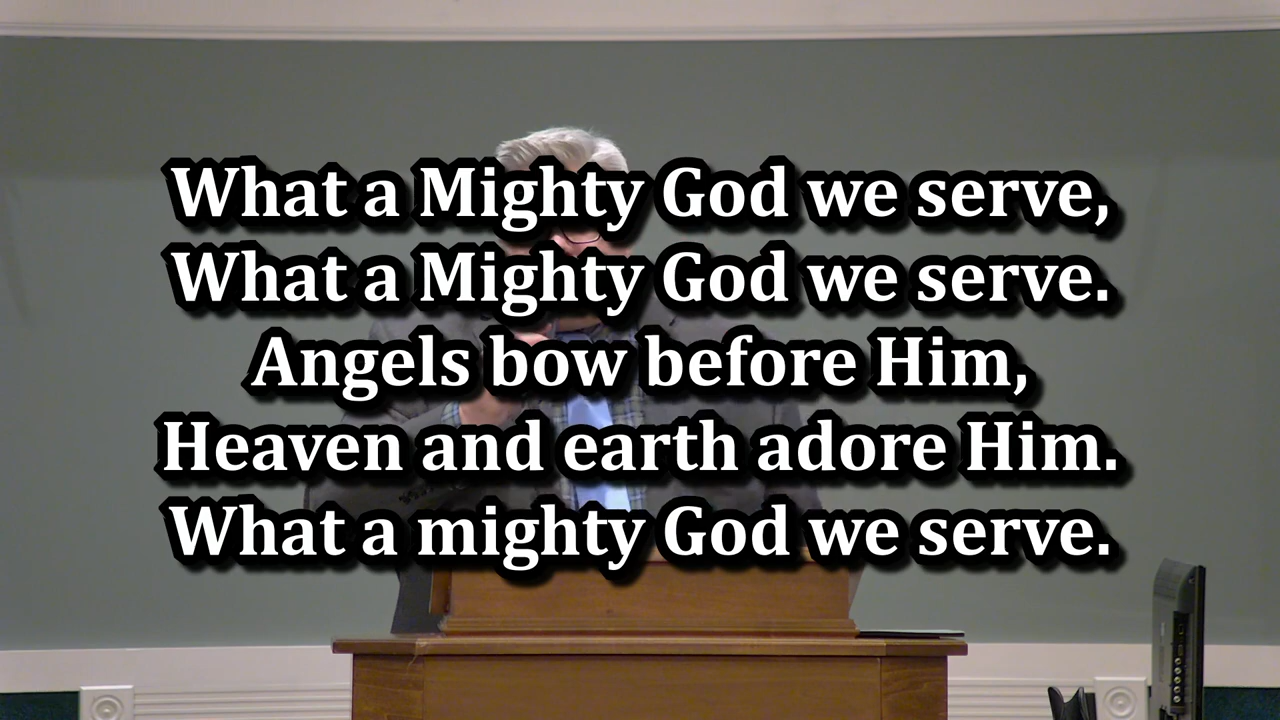 What a Mighty God we serve,
What a Mighty God we serve.
Angels bow before Him,
Heaven and earth adore Him.
What a mighty God we serve.